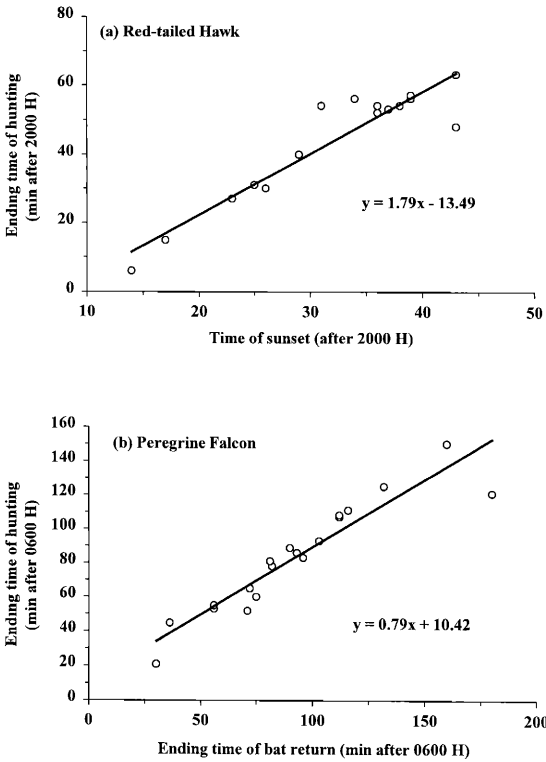 80
(a) Red-tailed Hawk
60
40
20
0
Ending time of hunting
(min after 2000 H)
y = 1.79x - 13.49
10
20
30
40
50
Time of sunset (after 2000 H)
160
(b) Peregrine Falcon
140
120
100
80
60
40
20
0
Ending time of hunting
(min after 0600 H)
y = 0.79x + 10.42
0
50
100
150
200
Ending time of bat return (min after 0600 H)